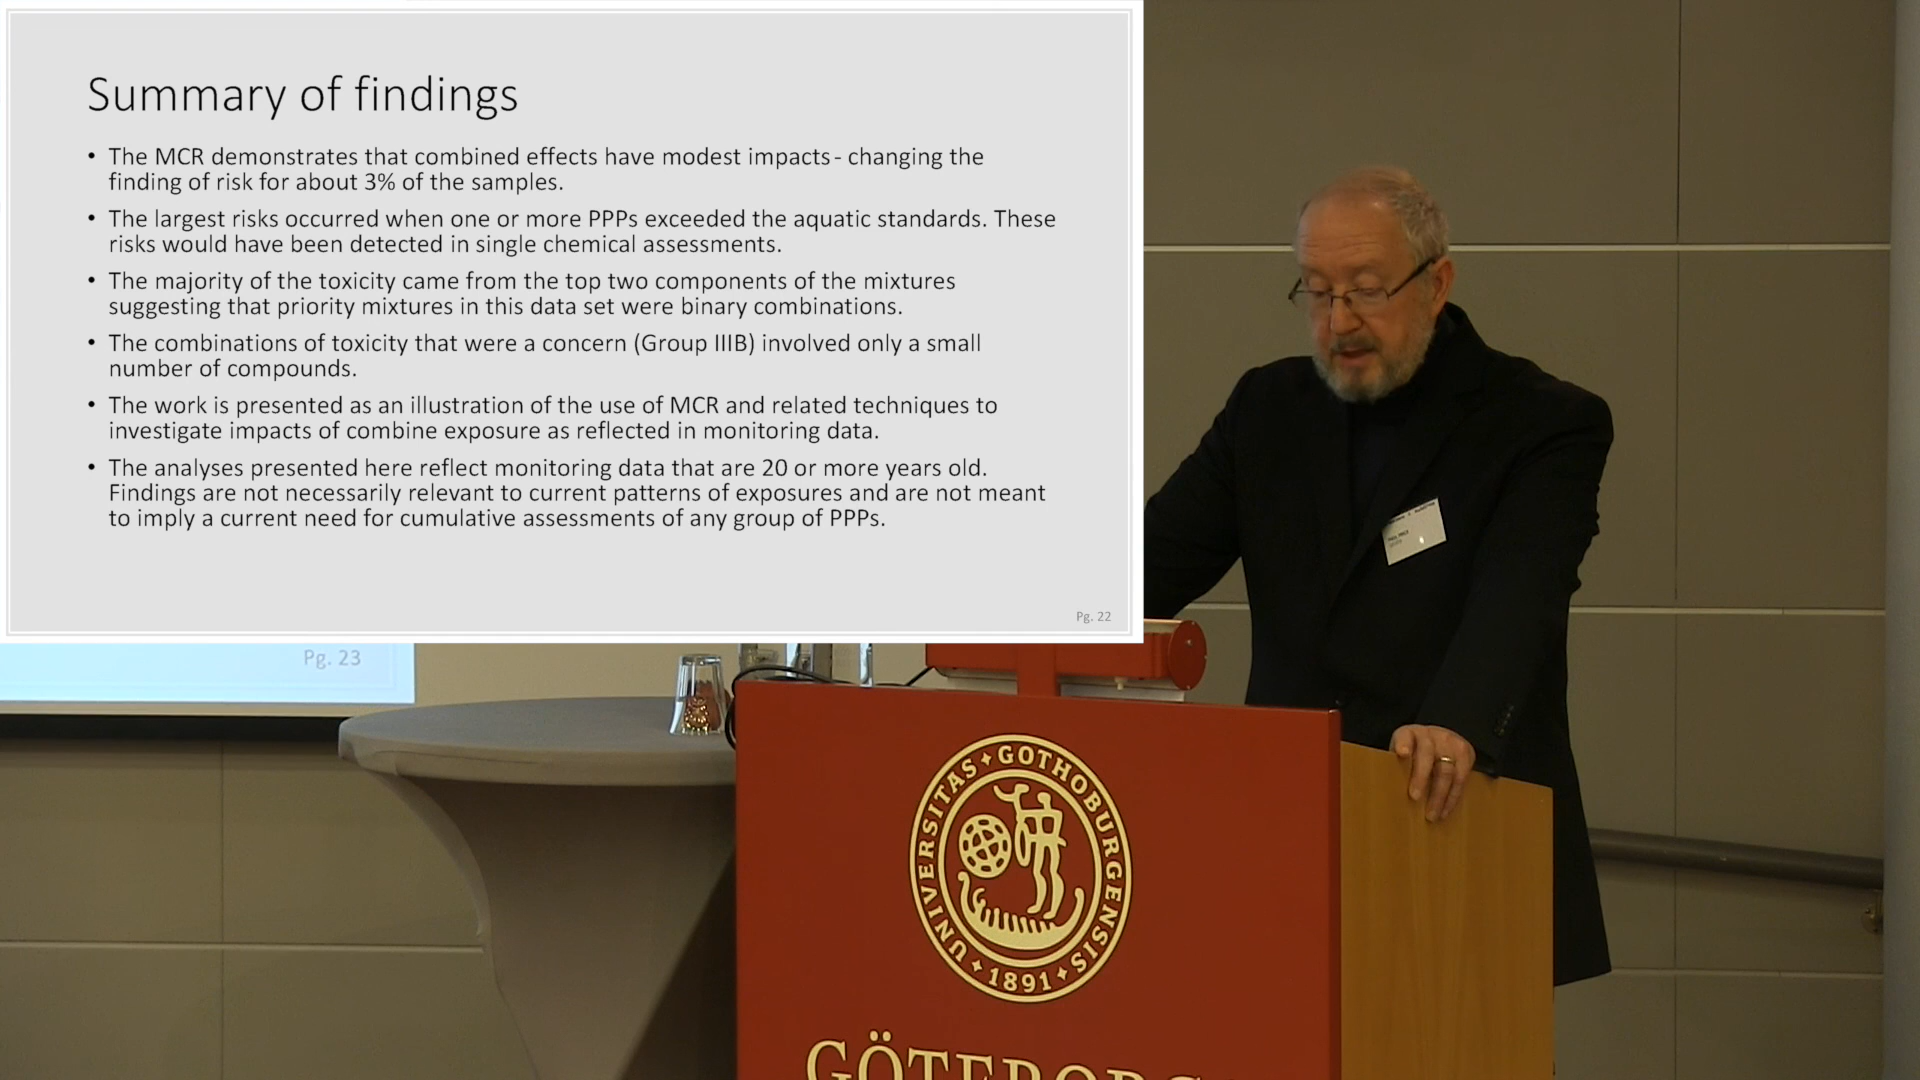 Summary of findings
• The MCR demonstrates that combined effects have modest impacts - changing the
finding of risk for about 3% of the samples.
• The largest risks occurred when one or more PPPs exceeded the aquatic standards. These
risks would have been detected in single chemical assessments.
• The majority of the toxicity came from the top two components of the mixtures
suggesting that priority mixtures in this data set were binary combinations.
• The combinations of toxicity that were a concern (Group IIIB) involved only a small
number of compounds.
• The work is presented as an illustration of the use of MCR and related techniques to
investigate impacts of combine exposure as reflected in monitoring data.
• The analyses presented here reflect monitoring data that are 20 or more years old.
Findings are not necessarily relevant to current patterns of exposures and are not meant
to imply a current need for cumulative assessments of any group of PPPs.
Pg. 22
Pg. 23
UNIVERSITAS GOTHOBURGENSIS
1891